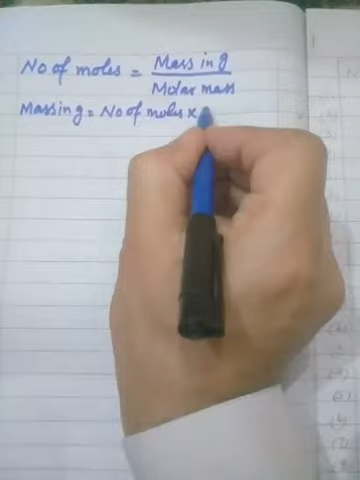 No of moles = Mass in g / Molar mass
Mass in g = No of moles x